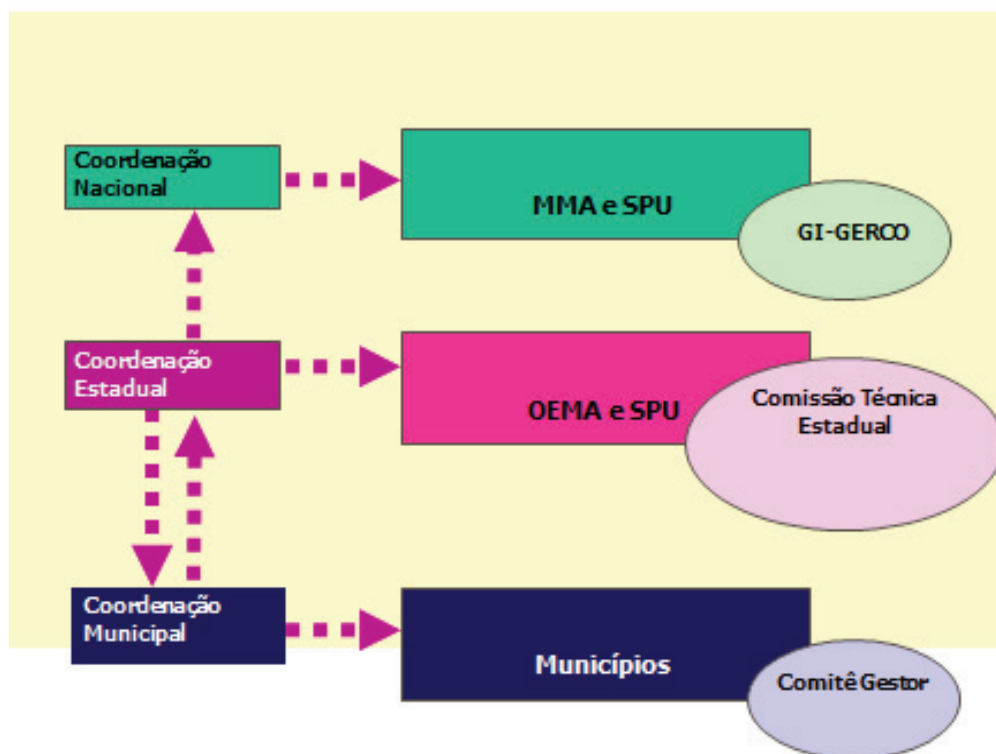 Coordenação
Nacional
MMA e SPU
GI-GERCO
Coordenação
Estadual
OEMA e SPU
Comissão Técnica
Estadual
Coordenação
Municipal
Municípios
Comitê Gestor